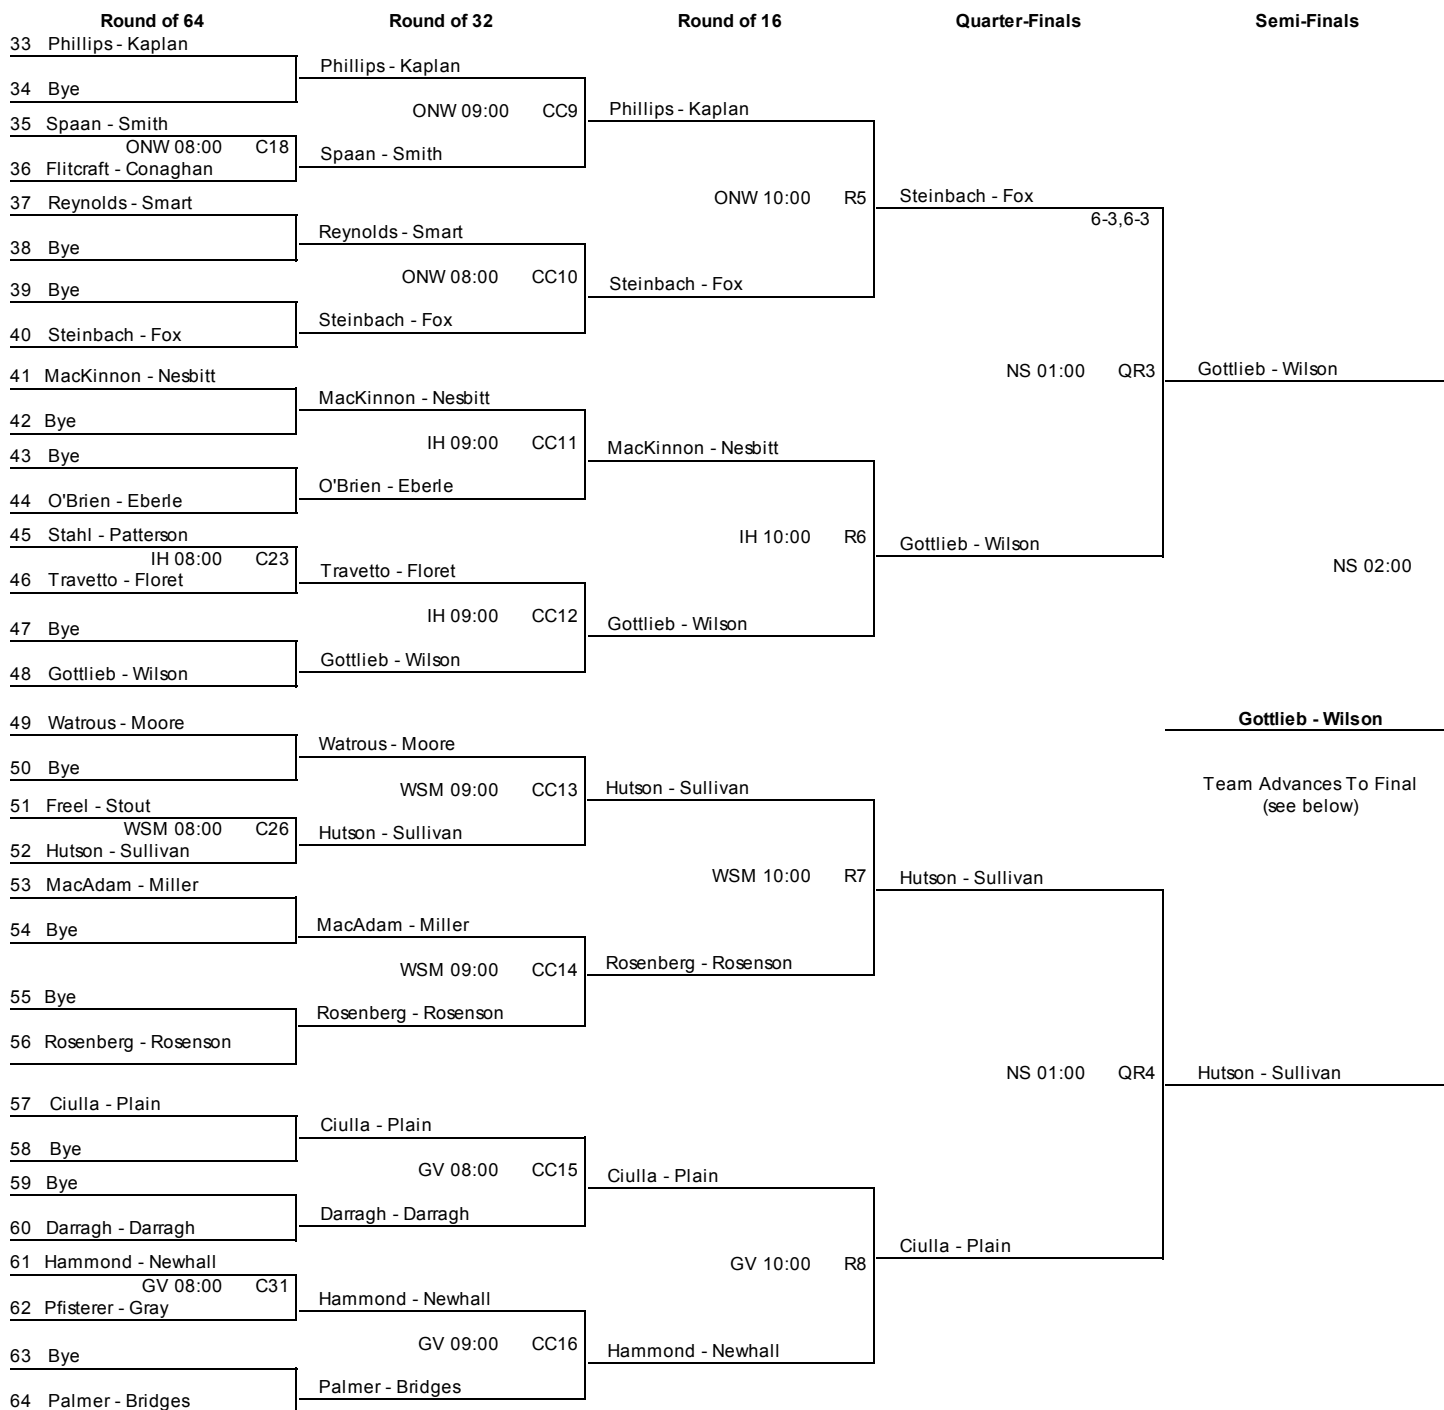 Round of 64 Round of 32 Round of 16 Quarter-Finals Semi-Finals
33 Phillips - Kaplan
Phillips - Kaplan
34 Bye
ONW 09:00 CC9 Phillips - Kaplan
35 Spaan - Smith
ONW 08:00 C18
Spaan - Smith
36 Flitcraft - Conaghan
37 Reynolds - Smart
ONW 10:00 R5 Steinbach - Fox
6-3,6-3
Reynolds - Smart
38 Bye
ONW 08:00 CC10 Steinbach - Fox
39 Bye
Steinbach - Fox
40 Steinbach - Fox
NS 01:00 QR3 Gottlieb - Wilson
41 MacKinnon - Nesbitt
MacKinnon - Nesbitt
42 Bye
IH 09:00 CC11 MacKinnon - Nesbitt
43 Bye
O'Brien - Eberle
44 O'Brien - Eberle
45 Stahl - Patterson
IH 10:00 R6 Gottlieb - Wilson
IH 08:00 C23
Travetto - Floret
NS 02:00
46 Travetto - Floret
IH 09:00 CC12 Gottlieb - Wilson
47 Bye
Gottlieb - Wilson
48 Gottlieb - Wilson
49 Watrous - Moore
Gottlieb - Wilson
Watrous - Moore
50 Bye
WSM 09:00 CC13 Hutson - Sullivan
Team Advances To Final
(see below)
51 Freel - Stout
WSM 08:00 C26
Hutson - Sullivan
52 Hutson - Sullivan
53 MacAdam - Miller
WSM 10:00 R7 Hutson - Sullivan
MacAdam - Miller
54 Bye
WSM 09:00 CC14 Rosenberg - Rosenson
55 Bye
Rosenberg - Rosenson
56 Rosenberg - Rosenson
NS 01:00 QR4 Hutson - Sullivan
57 Ciulla - Plain
Ciulla - Plain
58 Bye
GV 08:00 CC15 Ciulla - Plain
59 Bye
Darragh - Darragh
60 Darragh - Darragh
Ciulla - Plain
61 Hammond - Newhall
GV 10:00 R8
GV 08:00 C31
Hammond - Newhall
62 Pfisterer - Gray
GV 09:00 CC16 Hammond - Newhall
63 Bye
Palmer - Bridges
64 Palmer - Bridges